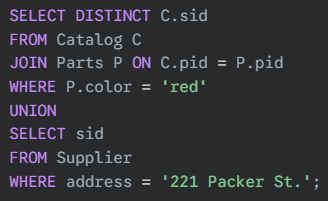 SELECT DISTINCT C.sid
FROM Catalog C
JOIN Parts P ON C.pid = P.pid
WHERE P.color = 'red'
UNION
SELECT sid
FROM Supplier
WHERE address = '221 Packer St.';